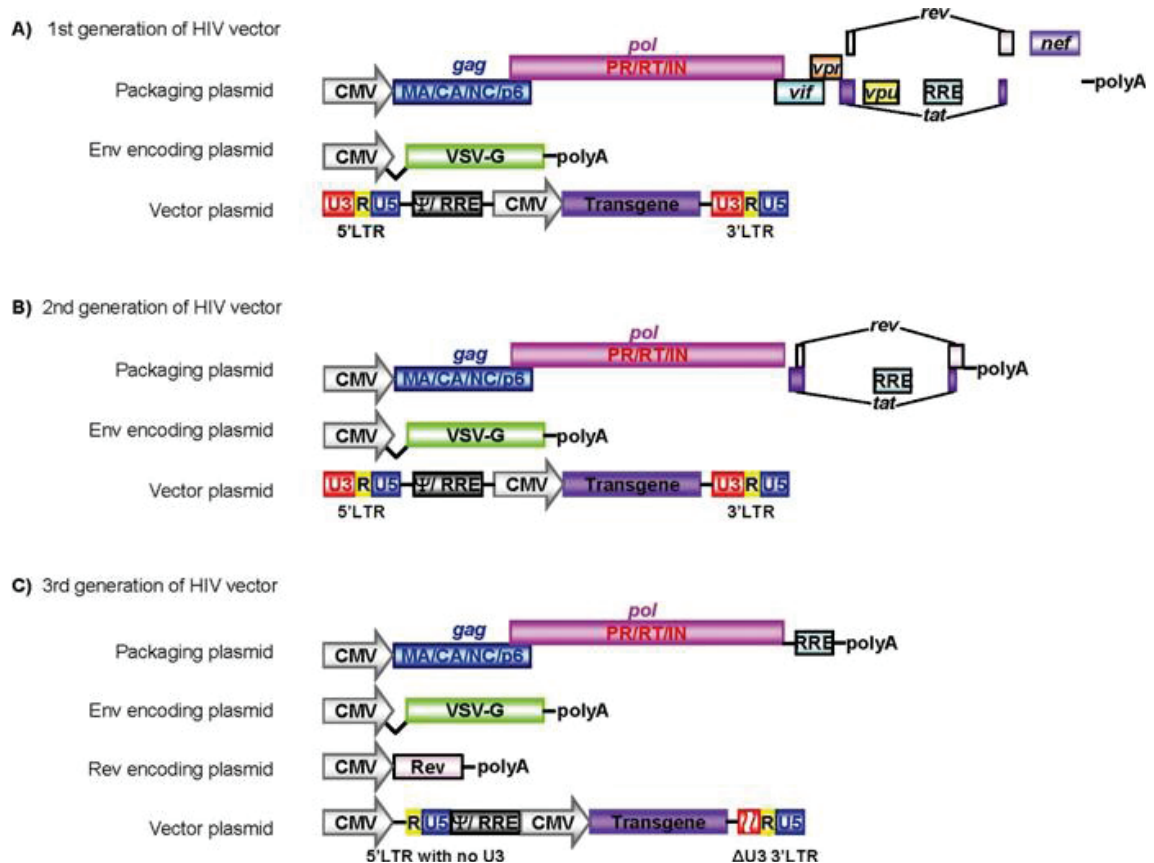 A) 1st generation of HIV vector
rev
pol
nef
gag
PR/RT/IN
vpr
Packaging plasmid
CMV
MA/CA/NC/p6
vif
vpu
RRE
polyA
tat
Env encoding plasmid
CMV
VSV-G
polyA
Vector plasmid
U3 R U5
Ψ/ RRE
CMV
Transgene
U3 R U5
5'LTR
3'LTR
B) 2nd generation of HIV vector
rev
pol
gag
PR/RT/IN
Packaging plasmid
CMV
MA/CA/NC/p6
RRE
polyA
tat
Env encoding plasmid
CMV
VSV-G
polyA
Vector plasmid
U3 R U5
Ψ/ RRE
CMV
Transgene
U3 R U5
5'LTR
3'LTR
C) 3rd generation of HIV vector
pol
gag
PR/RT/IN
Packaging plasmid
CMV
MA/CA/NC/p6
RRE
polyA
Env encoding plasmid
CMV
VSV-G
polyA
Rev encoding plasmid
CMV
Rev
polyA
Vector plasmid
CMV
R U5
Ψ/ RRE
CMV
Transgene
R U5
5'LTR with no U3
ΔU3 3'LTR